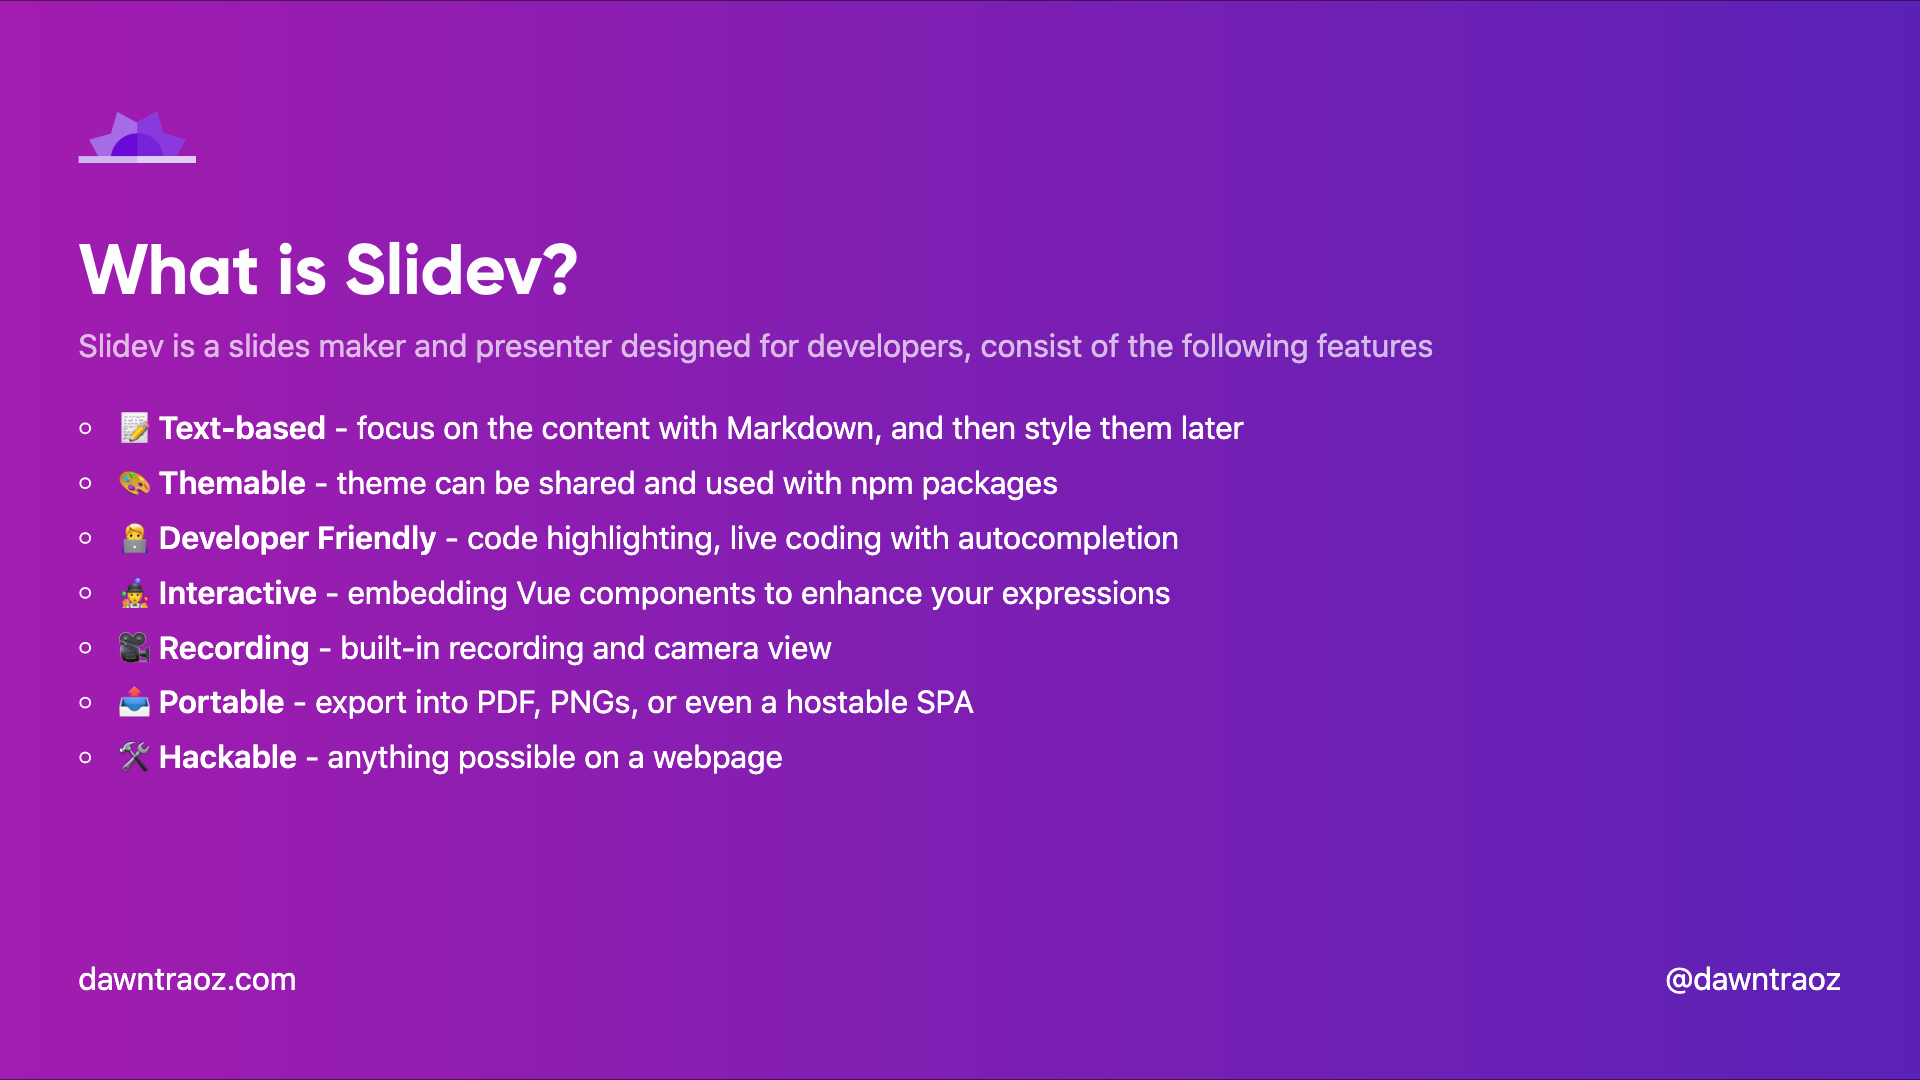 What is Slidev?
Slidev is a slides maker and presenter designed for developers, consist of the following features
📝 Text-based - focus on the content with Markdown, and then style them later
🎨 Themable - theme can be shared and used with npm packages
🧑‍💻 Developer Friendly - code highlighting, live coding with autocompletion
🤹 Interactive - embedding Vue components to enhance your expressions
🎥 Recording - built-in recording and camera view
📤 Portable - export into PDF, PNGs, or even a hostable SPA
🛠 Hackable - anything possible on a webpage
dawntraoz.com
@dawntraoz